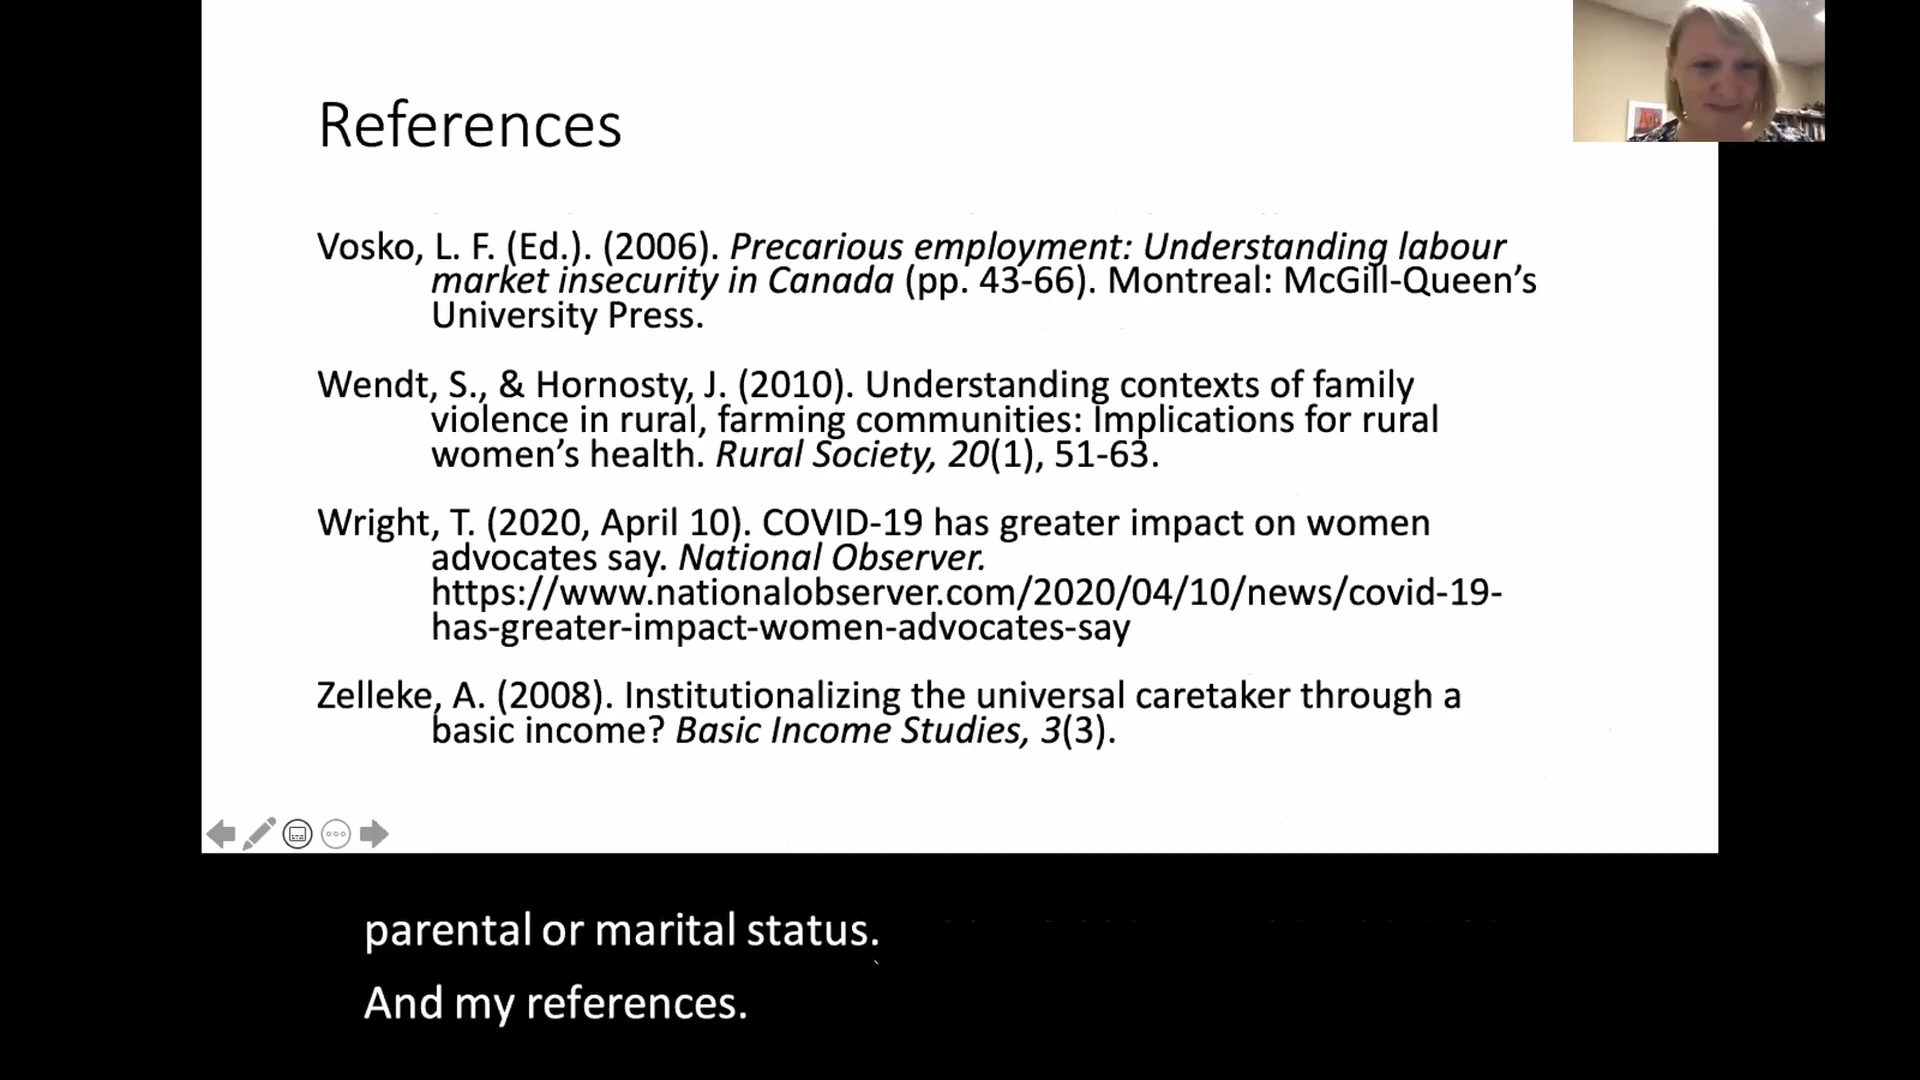 References
Vosko, L. F. (Ed.). (2006). Precarious employment: Understanding labour
market insecurity in Canada (pp. 43-66). Montreal: McGill-Queen’s
University Press.
Wendt, S., & Hornosty, J. (2010). Understanding contexts of family
violence in rural, farming communities: Implications for rural
women’s health. Rural Society, 20(1), 51-63.
Wright, T. (2020, April 10). COVID-19 has greater impact on women
advocates say. National Observer.
https://www.nationalobserver.com/2020/04/10/news/covid-19-
has-greater-impact-women-advocates-say
Zelleke, A. (2008). Institutionalizing the universal caretaker through a
basic income? Basic Income Studies, 3(3).
parental or marital status.
And my references.